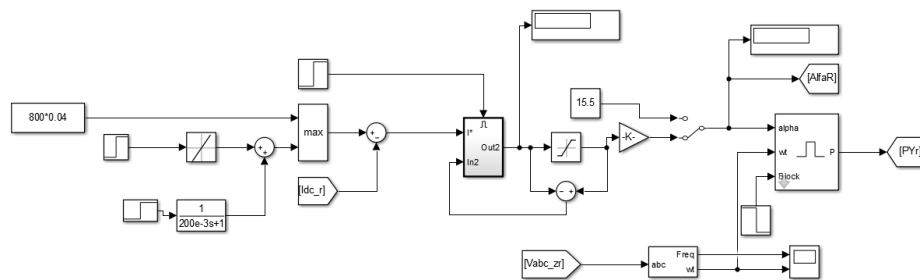 800*0.04
max
1
200e-3s+1
[Idc_r]
I*
Out2
In2
15.5
-K-
[AlfaR]
alpha
wt
Block
P
[PYr]
[Vabc_zr]
abc
Freq
wt